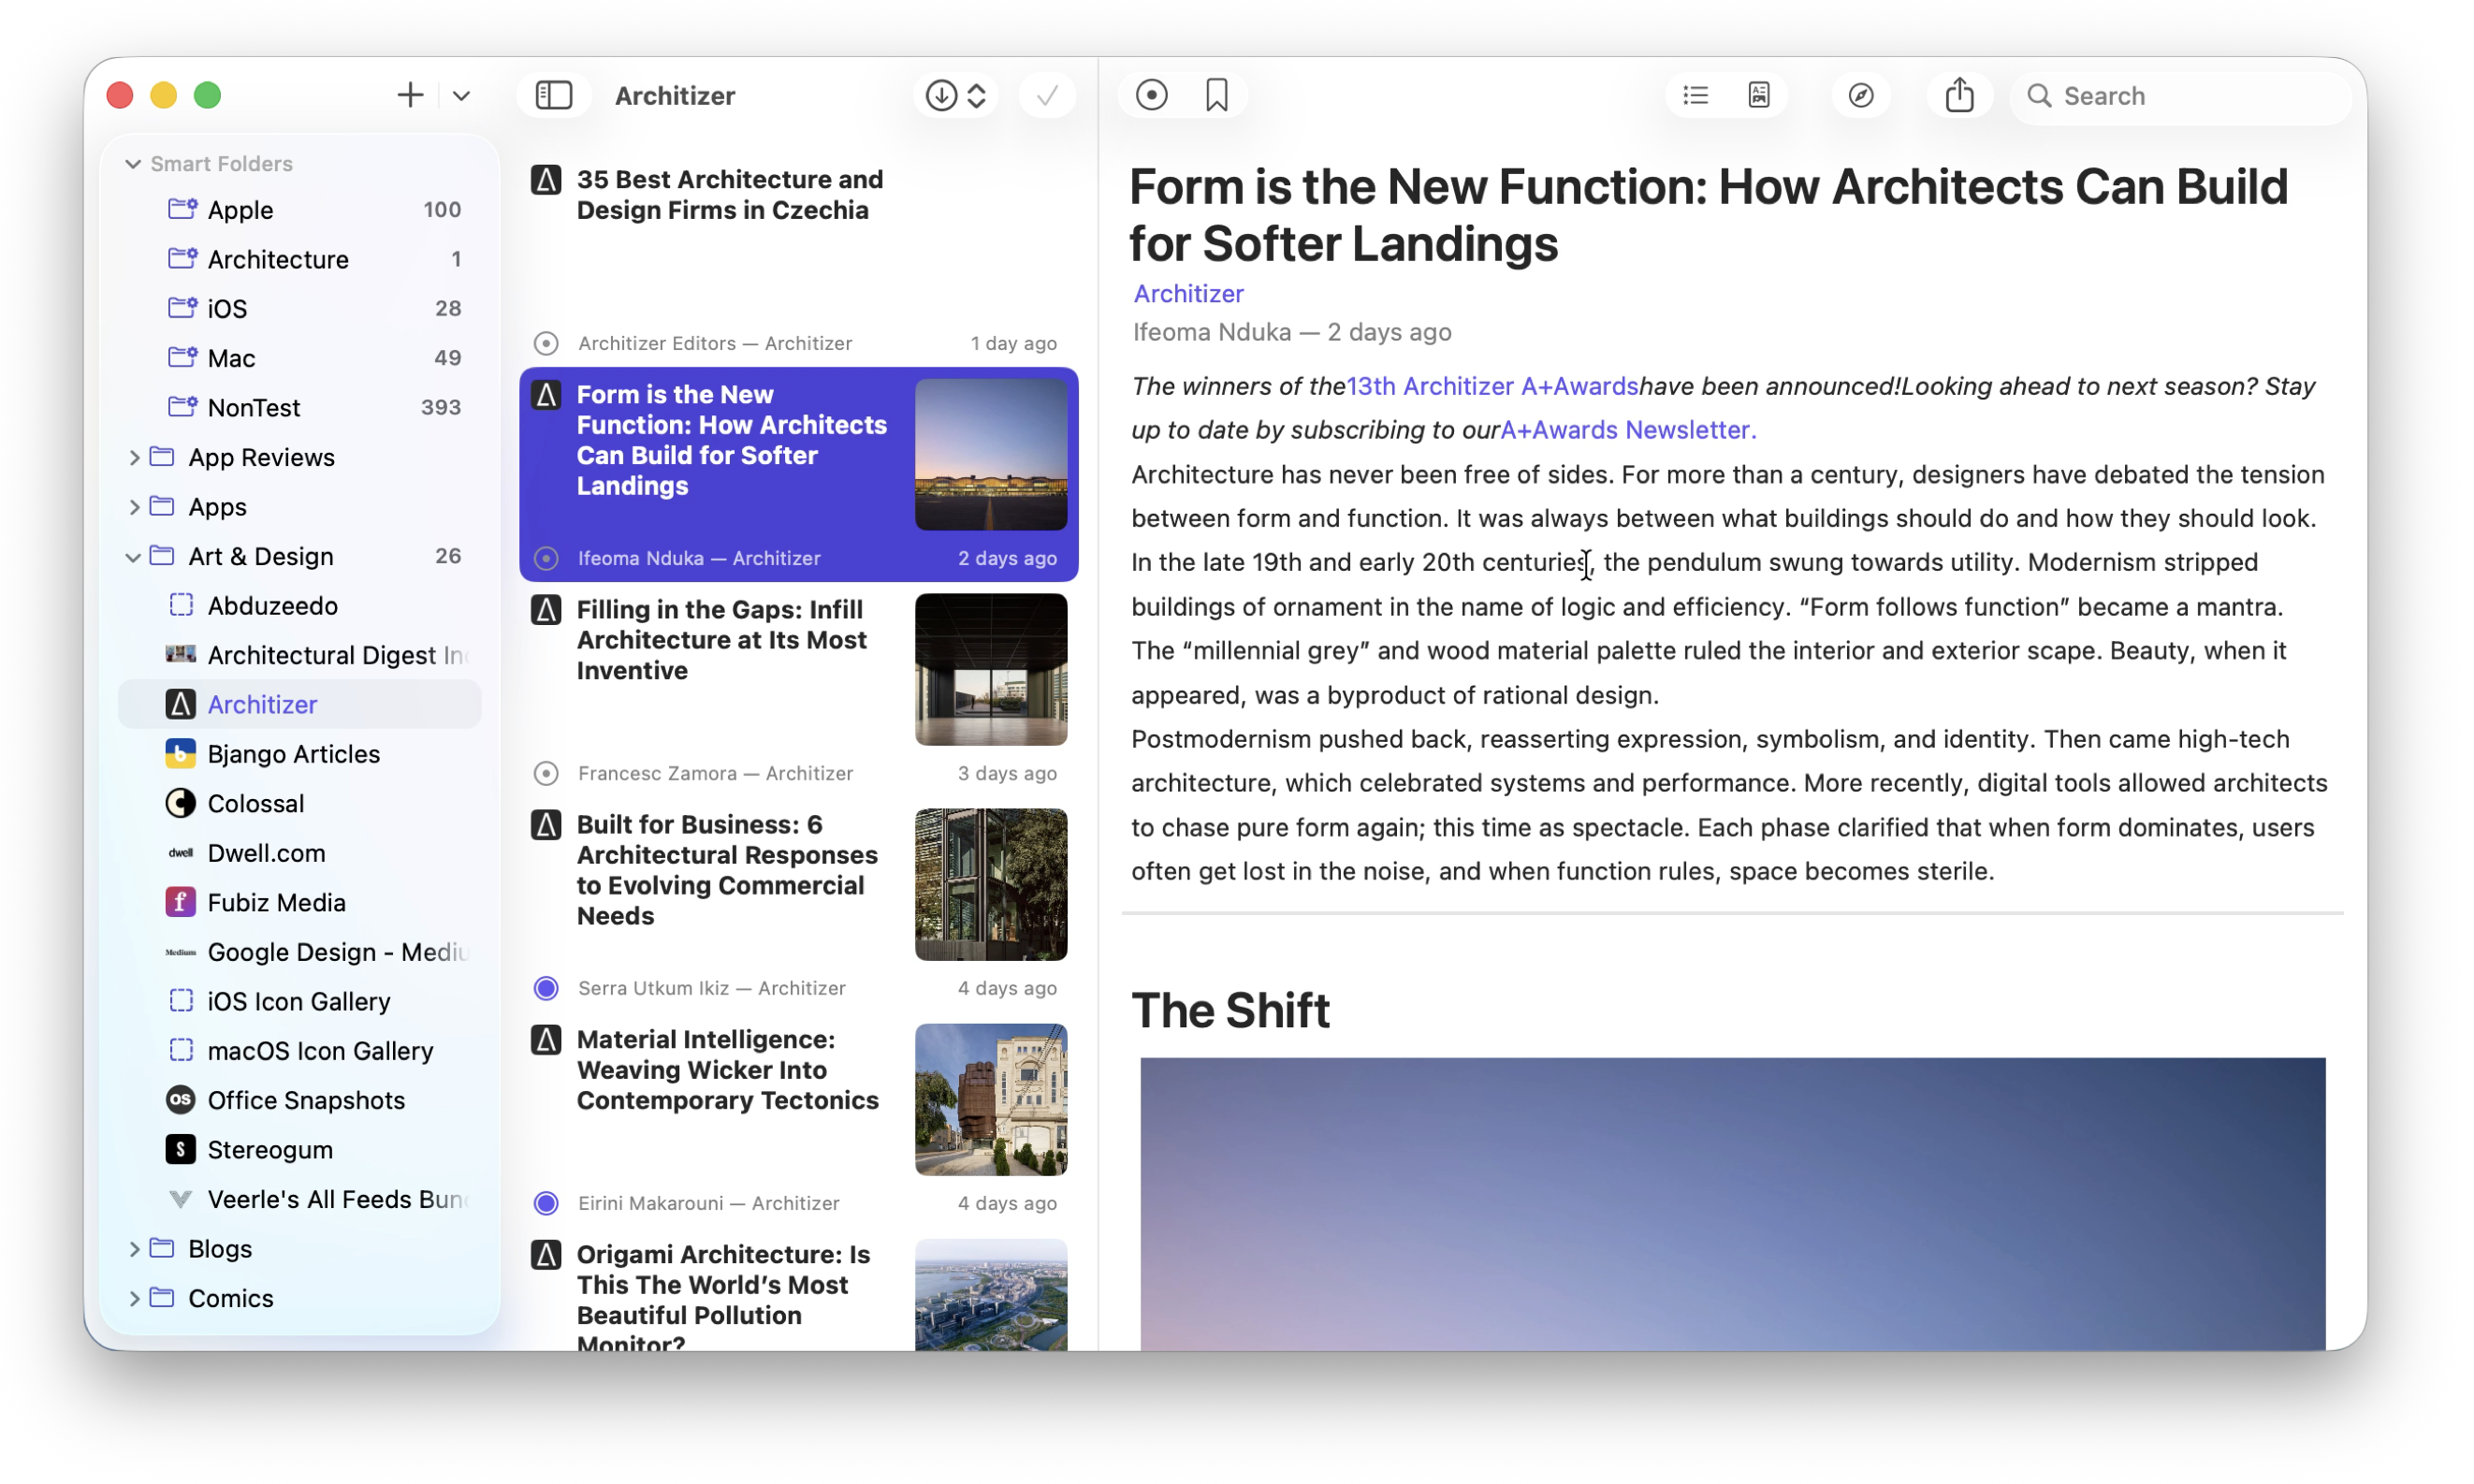 Architizer
Search
Smart Folders
Apple 100
Architecture 1
iOS 28
Mac 49
NonTest 393
App Reviews
Apps
Art & Design 26
Abduzeedo
Architectural Digest In
Architizer
Bjango Articles
Colossal
dwell Dwell.com
Fubiz Media
Medium Google Design - Mediu
iOS Icon Gallery
macOS Icon Gallery
OS Office Snapshots
S Stereogum
Veerle's All Feeds Bun
Blogs
Comics
35 Best Architecture and
Design Firms in Czechia
Architizer Editors — Architizer 1 day ago
Form is the New
Function: How Architects
Can Build for Softer
Landings
Ifeoma Nduka — Architizer 2 days ago
Filling in the Gaps: Infill
Architecture at Its Most
Inventive
Francesc Zamora — Architizer 3 days ago
Built for Business: 6
Architectural Responses
to Evolving Commercial
Needs
Serra Utkum Ikiz — Architizer 4 days ago
Material Intelligence:
Weaving Wicker Into
Contemporary Tectonics
Eirini Makarouni — Architizer 4 days ago
Origami Architecture: Is
This The World’s Most
Beautiful Pollution
Monitor?
Form is the New Function: How Architects Can Build
for Softer Landings
Architizer
Ifeoma Nduka — 2 days ago
The winners of the13th Architizer A+Awardshave been announced!Looking ahead to next season? Stay
up to date by subscribing to ourA+Awards Newsletter.
Architecture has never been free of sides. For more than a century, designers have debated the tension
between form and function. It was always between what buildings should do and how they should look.
In the late 19th and early 20th centuries, the pendulum swung towards utility. Modernism stripped
buildings of ornament in the name of logic and efficiency. “Form follows function” became a mantra.
The “millennial grey” and wood material palette ruled the interior and exterior scape. Beauty, when it
appeared, was a byproduct of rational design.
Postmodernism pushed back, reasserting expression, symbolism, and identity. Then came high-tech
architecture, which celebrated systems and performance. More recently, digital tools allowed architects
to chase pure form again; this time as spectacle. Each phase clarified that when form dominates, users
often get lost in the noise, and when function rules, space becomes sterile.
The Shift